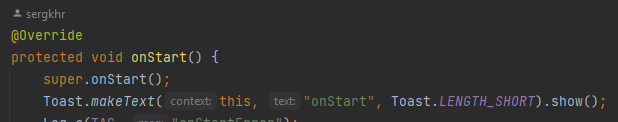 sergkhr
@Override
protected void onStart() {
super.onStart();
Toast.makeText( context: this, text: "onStart", Toast.LENGTH_SHORT).show();